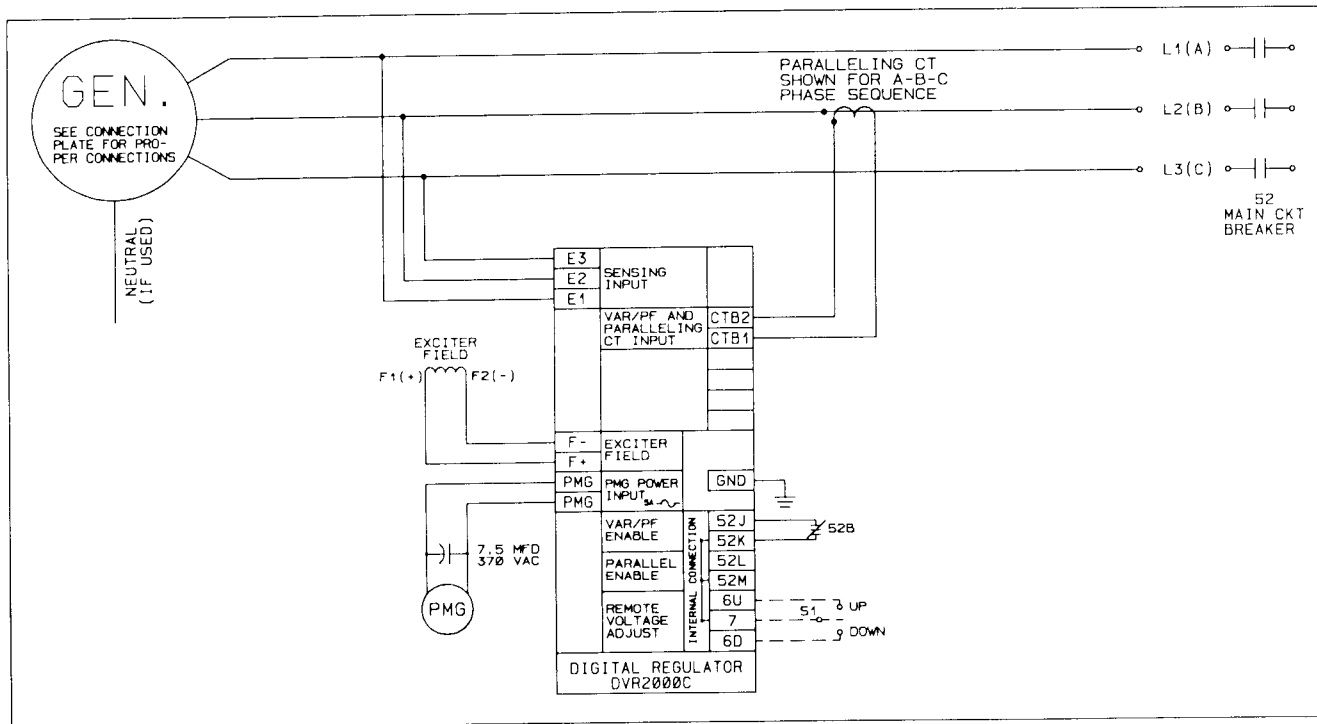 GEN.
SEE CONNECTION
PLATE FOR PRO-
PER CONNECTIONS
NEUTRAL
(IF USED)
PARALLELING CT
SHOWN FOR A-B-C
PHASE SEQUENCE
L1(A)
L2(B)
L3(C)
52
MAIN CKT
BREAKER
E3
E2
E1
SENSING
INPUT
VAR/PF AND
PARALLELING
CT INPUT
CTB2
CTB1
EXCITER
FIELD
F1(+)
F2(-)
F-
F+
EXCITER
FIELD
PMG
PMG
PMG POWER
INPUT
5A
GND
7.5 MFD
370 VAC
PMG
VAR/PF
ENABLE
PARALLEL
ENABLE
REMOTE
VOLTAGE
ADJUST
INTERNAL CONNECTION
52J
52K
52L
52M
6U
7
6D
52B
S1
UP
DOWN
DIGITAL REGULATOR
DVR2000C